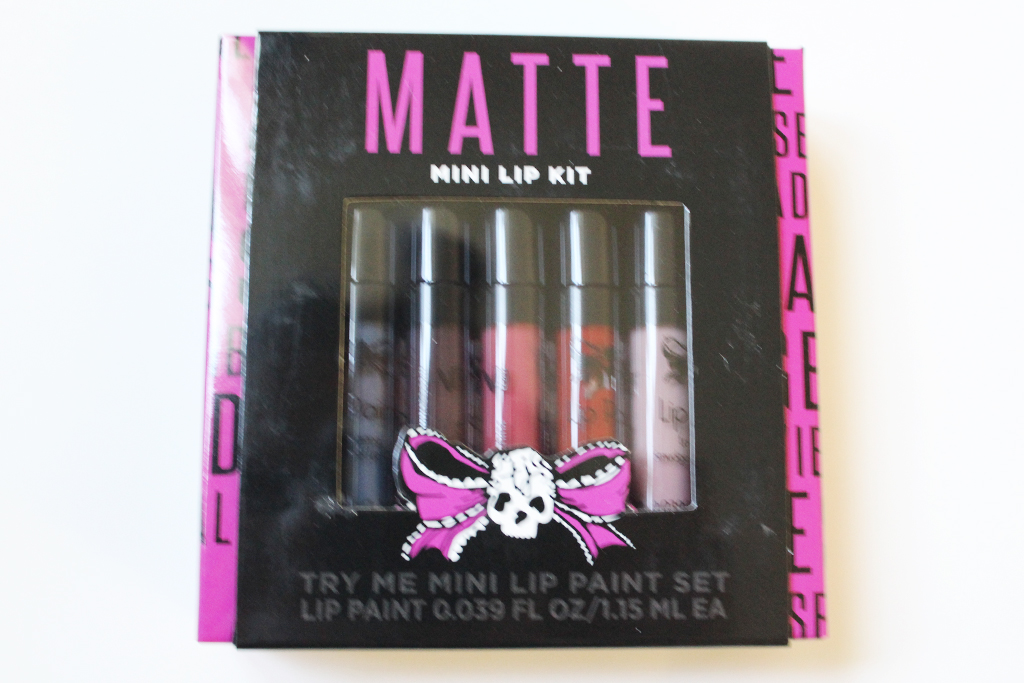 MATTE
MINI LIP KIT
Lip
TRY ME MINI LIP PAINT SET
LIP PAINT 0.039 FL OZ/1.15 ML EA